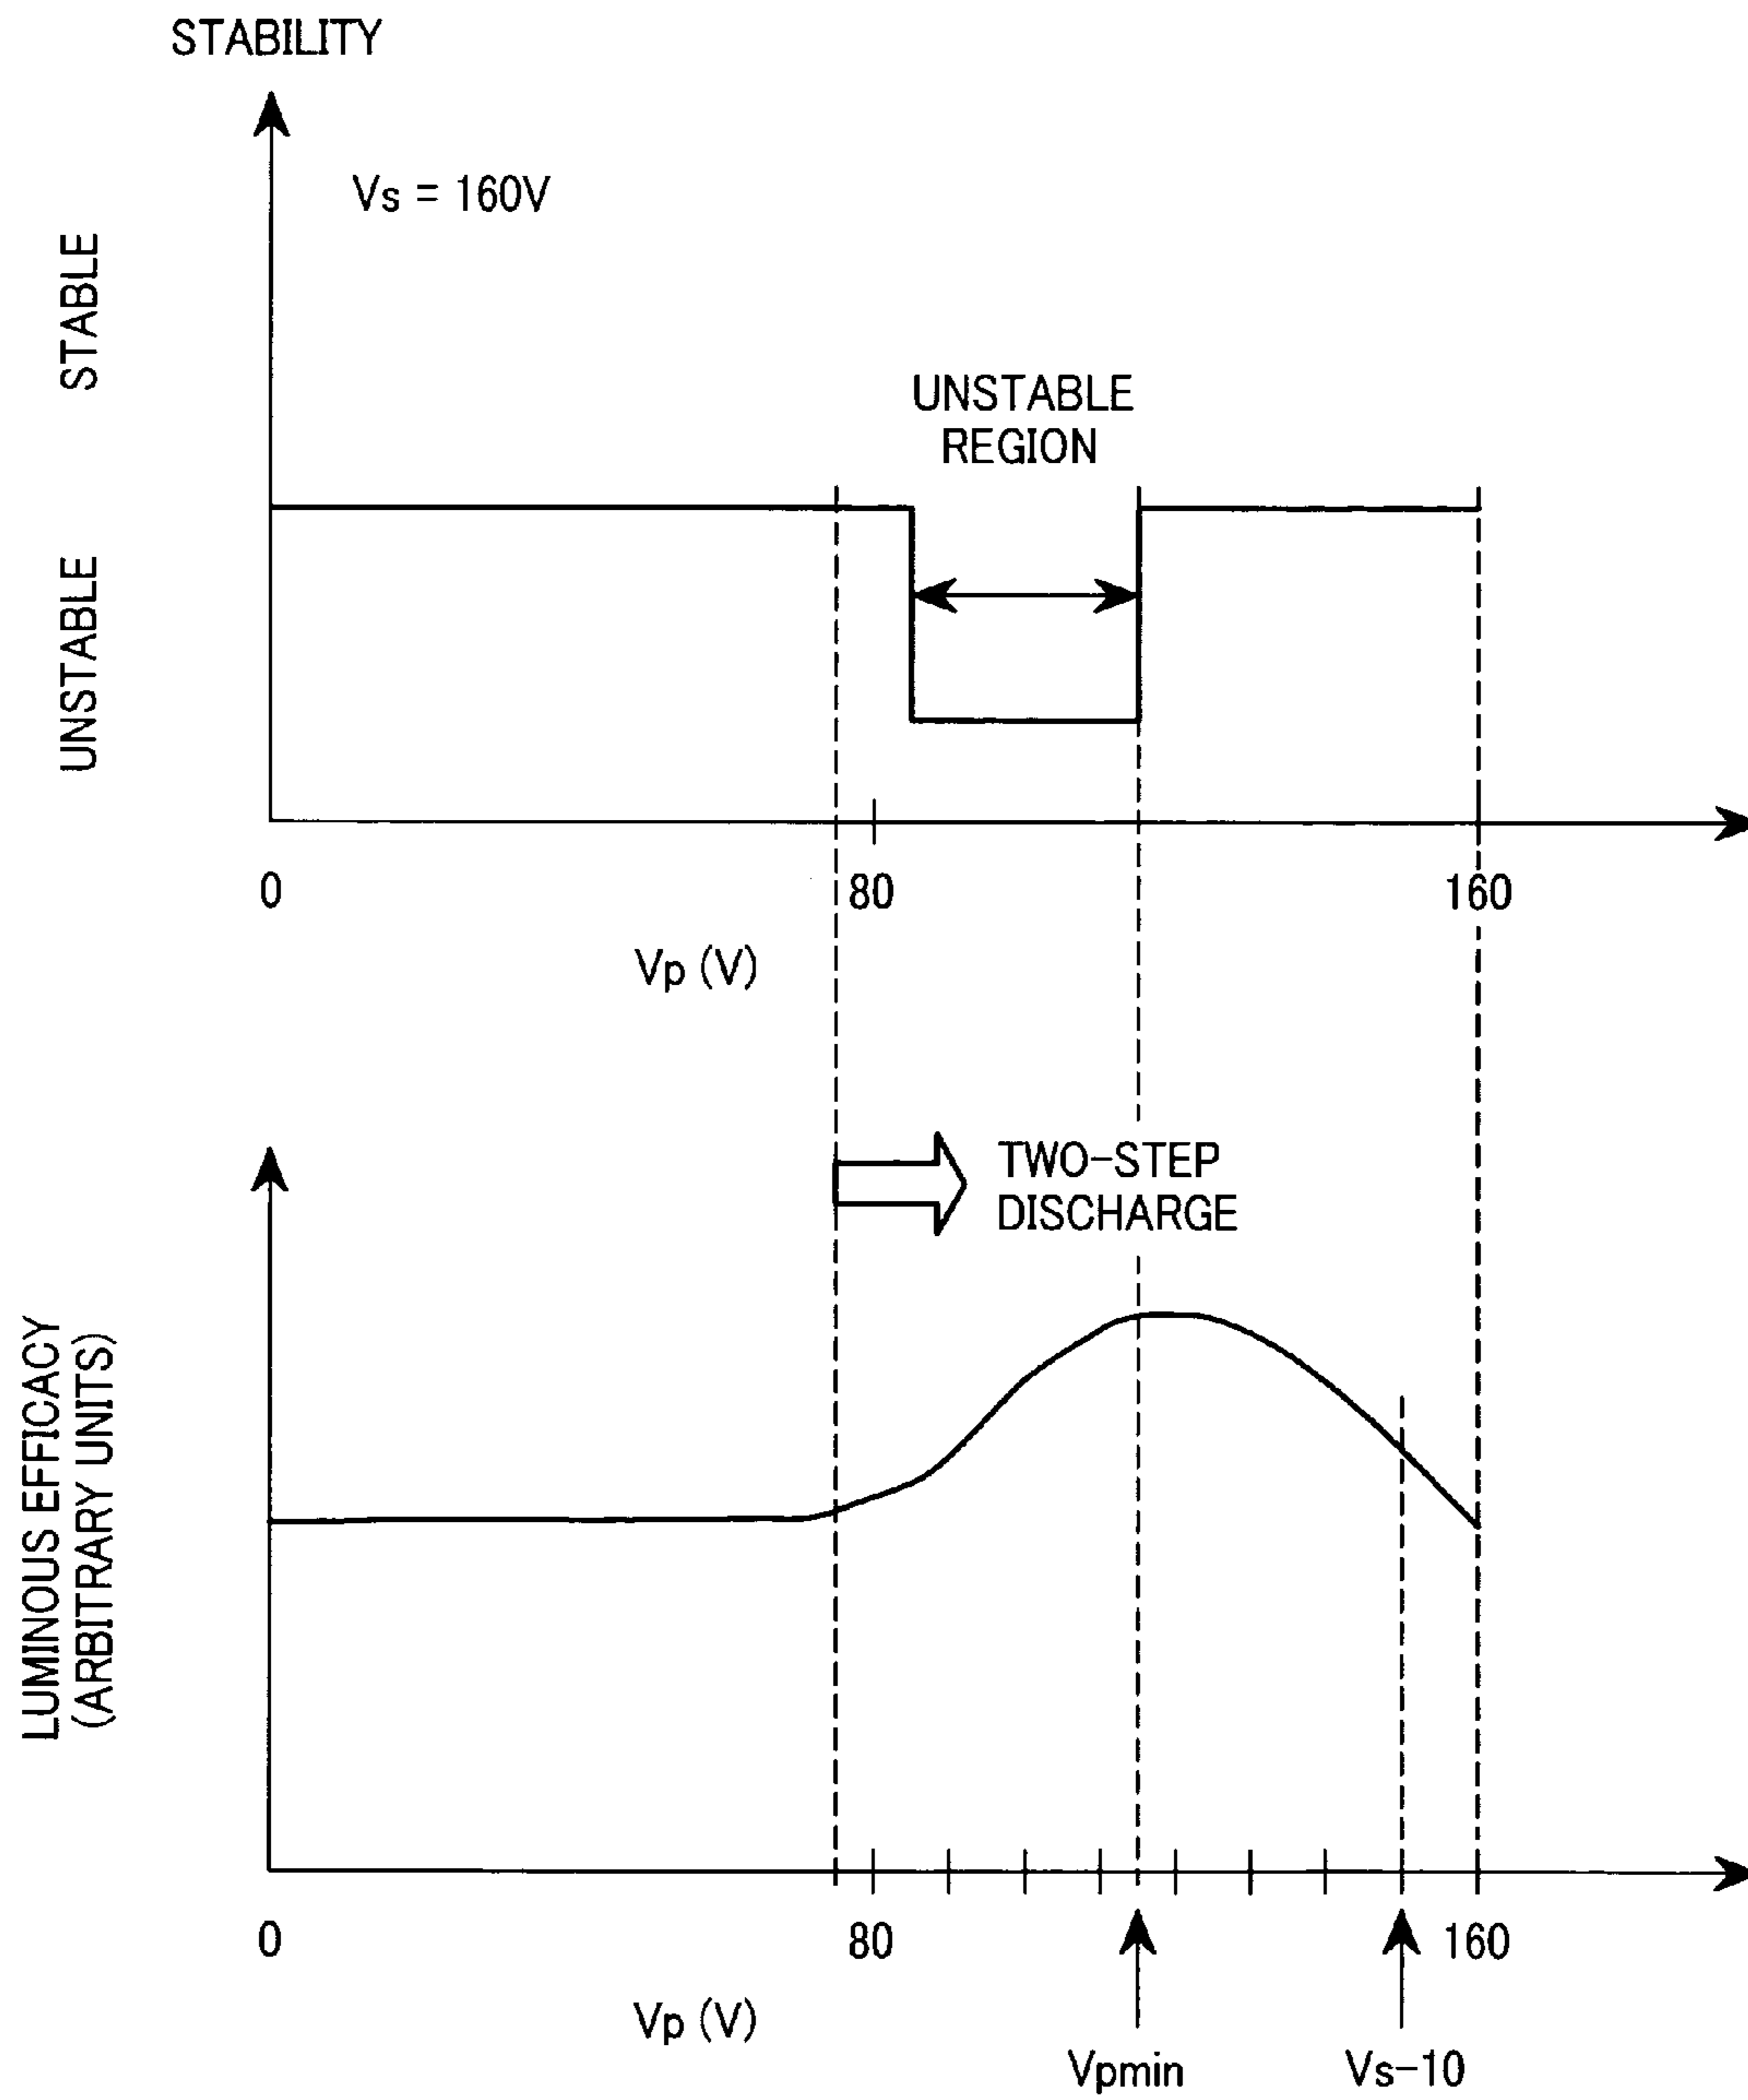 STABILITY
Vs = 160V
STABLE
UNSTABLE
UNSTABLE
REGION
0
80
160
Vp (V)
TWO-STEP
DISCHARGE
LUMINOUS EFFICACY
(ARBITRARY UNITS)
0
80
160
Vp (V)
Vpmin
Vs-10